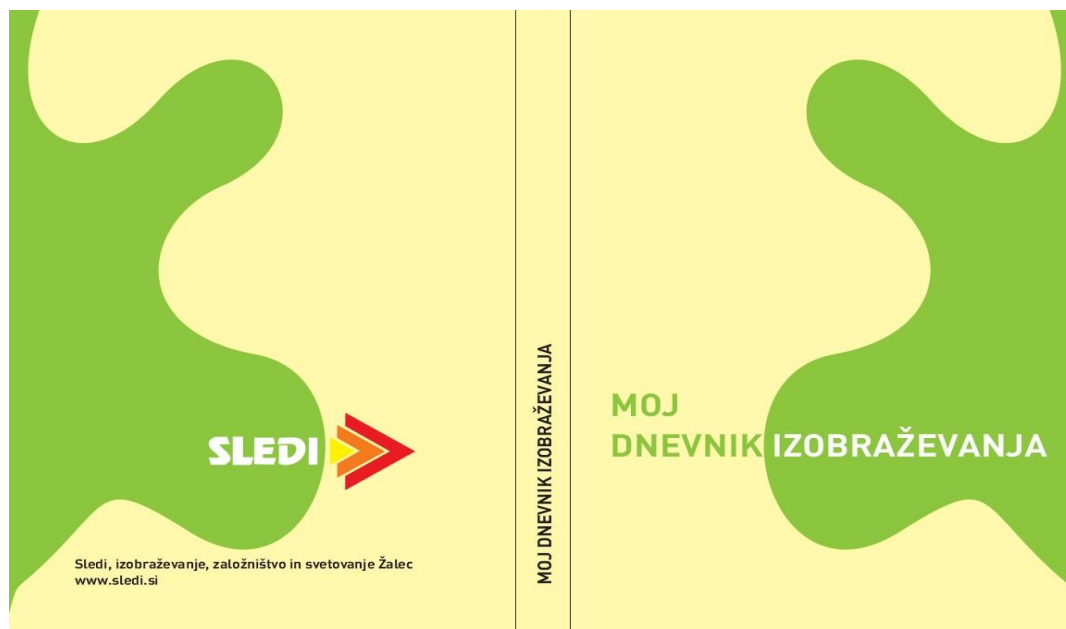 SLEDI
Sledi, izobraževanje, založništvo in svetovanje Žalec
www.sledi.si
MOJ DNEVNIK IZOBRAŽEVANJA
MOJ
DNEVNIK IZOBRAŽEVANJA